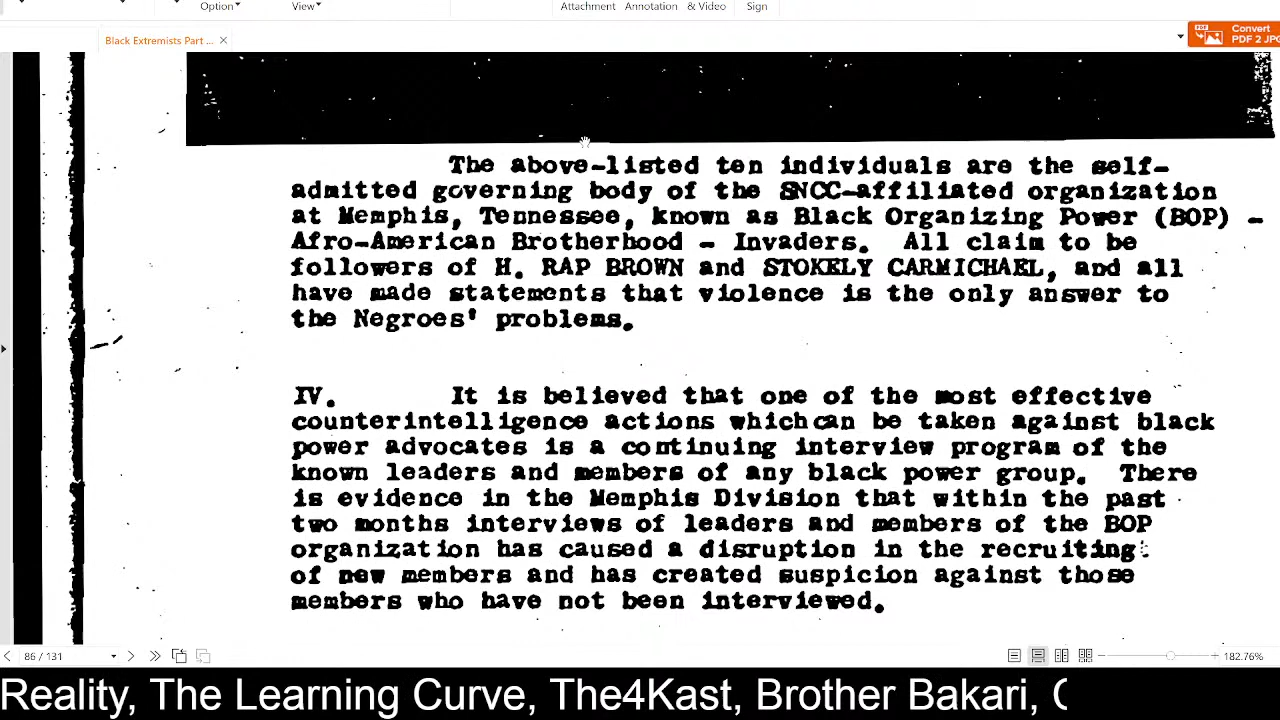 Option View Attachment Annotation & Video Sign
Black Extremists Part ... Convert
PDF 2 JPG
The above-listed ten individuals are the self-
admitted governing body of the SNCC-affiliated organization
at Memphis, Tennessee, known as Black Organizing Power (BOP) -
Afro-American Brotherhood - Invaders. All claim to be
followers of H. RAP BROWN and STOKELY CARMICHAEL, and all
have made statements that violence is the only answer to
the Negroes' problems.
IV. It is believed that one of the most effective
counterintelligence actions which can be taken against black
power advocates is a continuing interview program of the
known leaders and members of any black power group. There
is evidence in the Memphis Division that within the past
two months interviews of leaders and members of the BOP
organization has caused a disruption in the recruiting
of new members and has created suspicion against those
members who have not been interviewed.
86 / 131 182.76%
Reality, The Learning Curve, The4Kast, Brother Bakari,